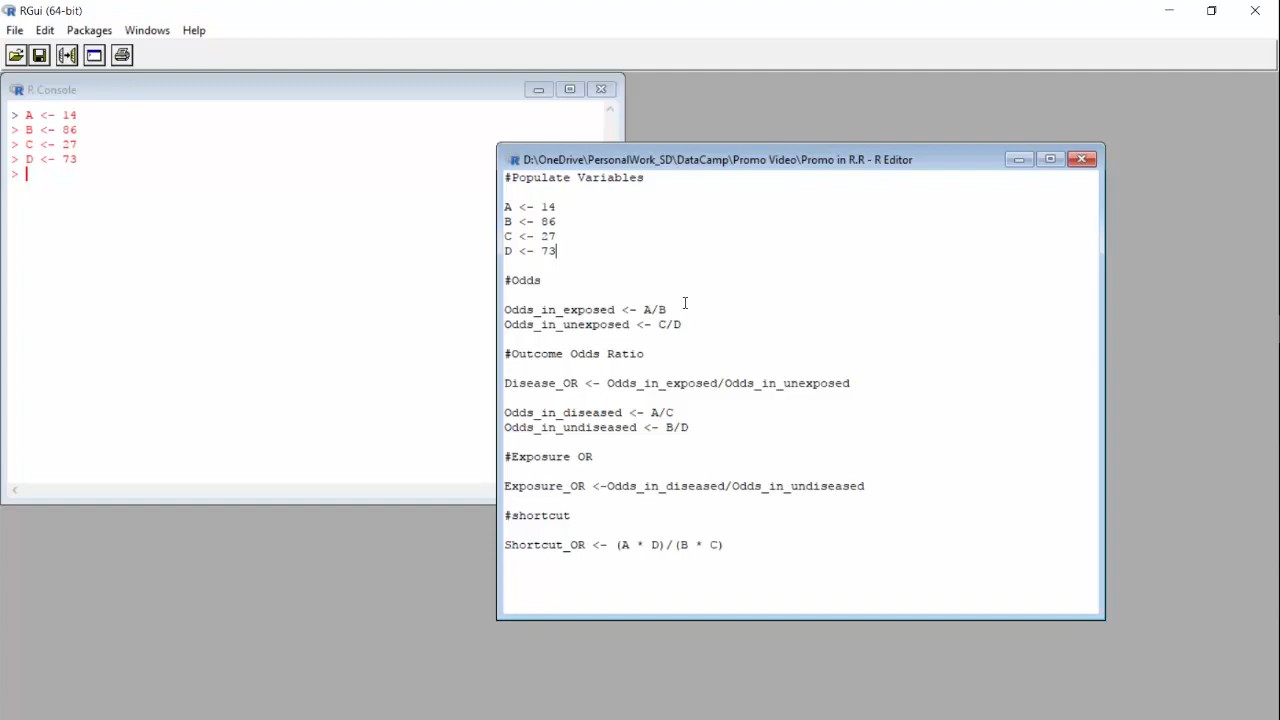 RGui (64-bit)
File Edit Packages Windows Help
R Console
> A <- 14
> B <- 86
> C <- 27
> D <- 73
>
D:\OneDrive\PersonalWork_SD\DataCamp\Promo Video\Promo in R.R - R Editor
#Populate Variables
A <- 14
B <- 86
C <- 27
D <- 73
#Odds
Odds_in_exposed <- A/B
Odds_in_unexposed <- C/D
#Outcome Odds Ratio
Disease_OR <- Odds_in_exposed/Odds_in_unexposed
Odds_in_diseased <- A/C
Odds_in_undiseased <- B/D
#Exposure OR
Exposure_OR <-Odds_in_diseased/Odds_in_undiseased
#shortcut
Shortcut_OR <- (A * D)/(B * C)